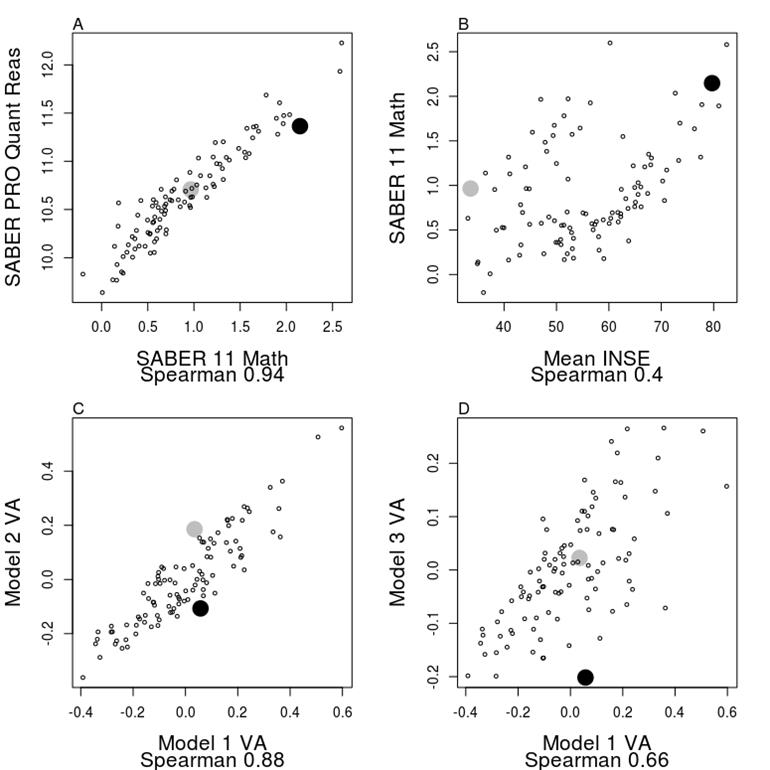 A
SABER PRO Quant Reas
12.0
11.5
11.0
10.5
10.0
0.0 0.5 1.0 1.5 2.0 2.5
SABER 11 Math
Spearman 0.94
B
SABER 11 Math
2.5
2.0
1.5
1.0
0.5
0.0
40 50 60 70 80
Mean INSE
Spearman 0.4
C
Model 2 VA
0.4
0.2
0.0
-0.2
-0.4 -0.2 0.0 0.2 0.4 0.6
Model 1 VA
Spearman 0.88
D
Model 3 VA
0.2
0.1
0.0
-0.1
-0.2
-0.4 -0.2 0.0 0.2 0.4 0.6
Model 1 VA
Spearman 0.66